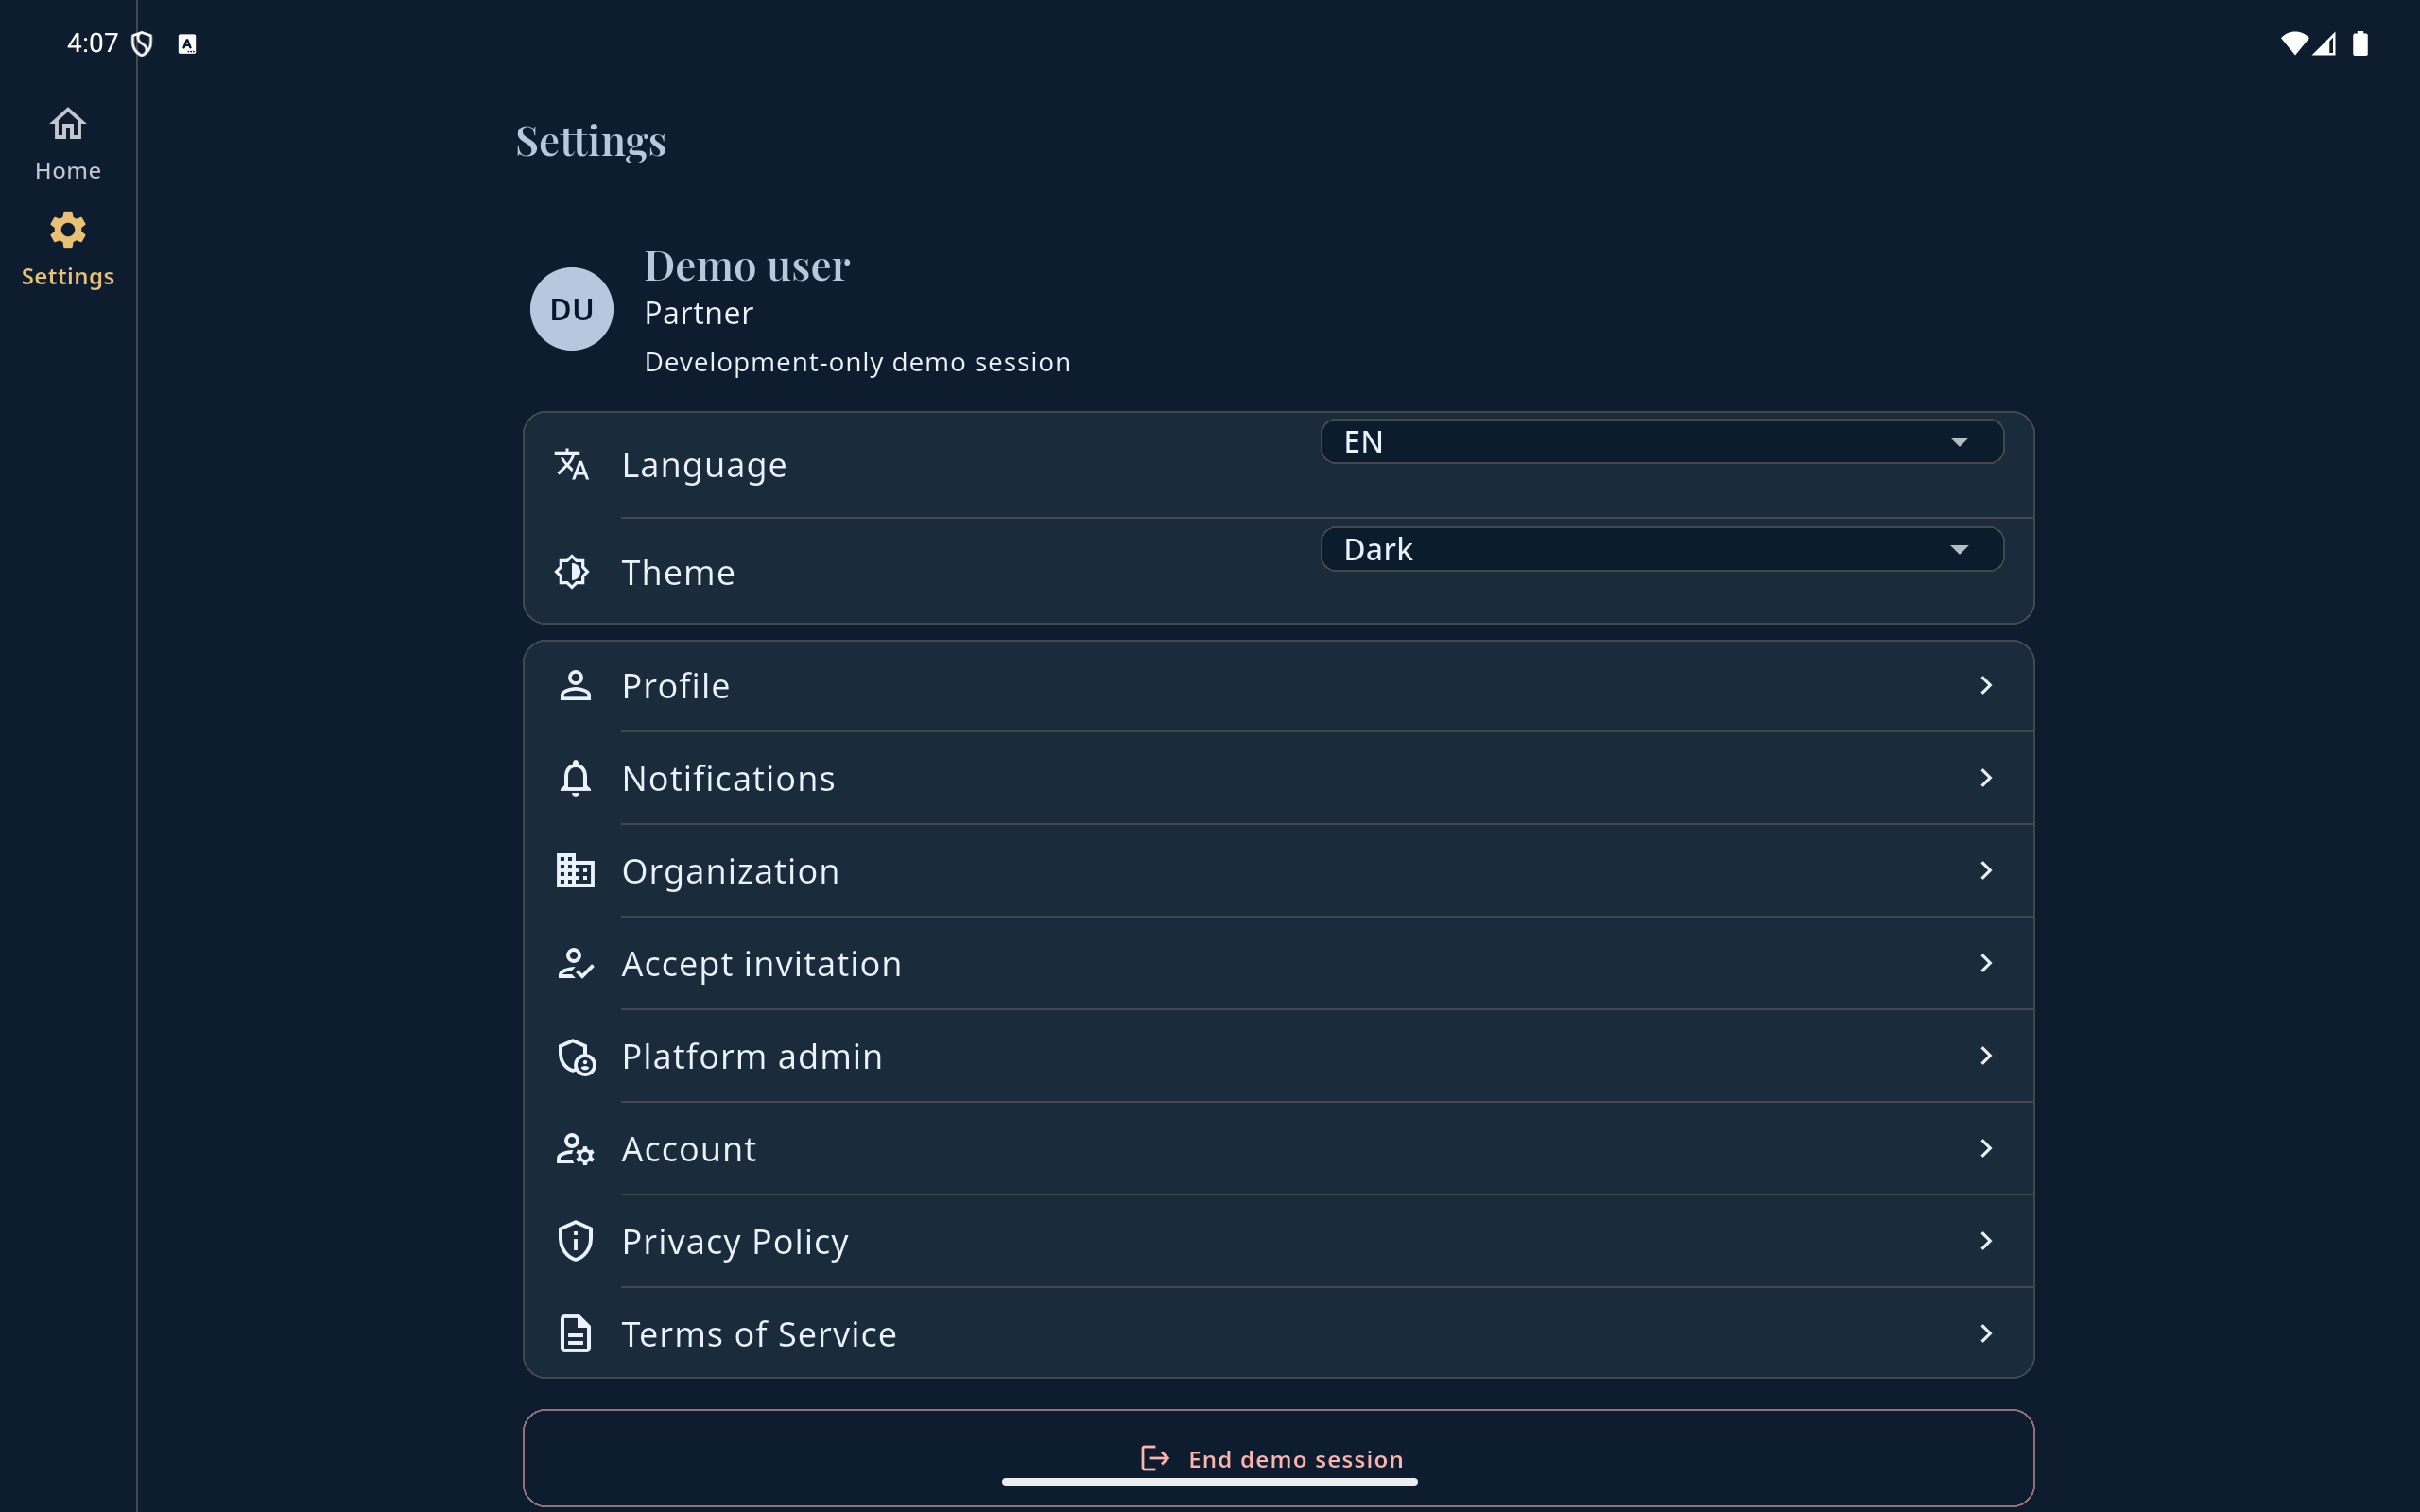 4:07
Home
Settings
Settings
DU
Demo user
Partner
Development-only demo session
Language
EN
Theme
Dark
Profile
Notifications
Organization
Accept invitation
Platform admin
Account
Privacy Policy
Terms of Service
End demo session